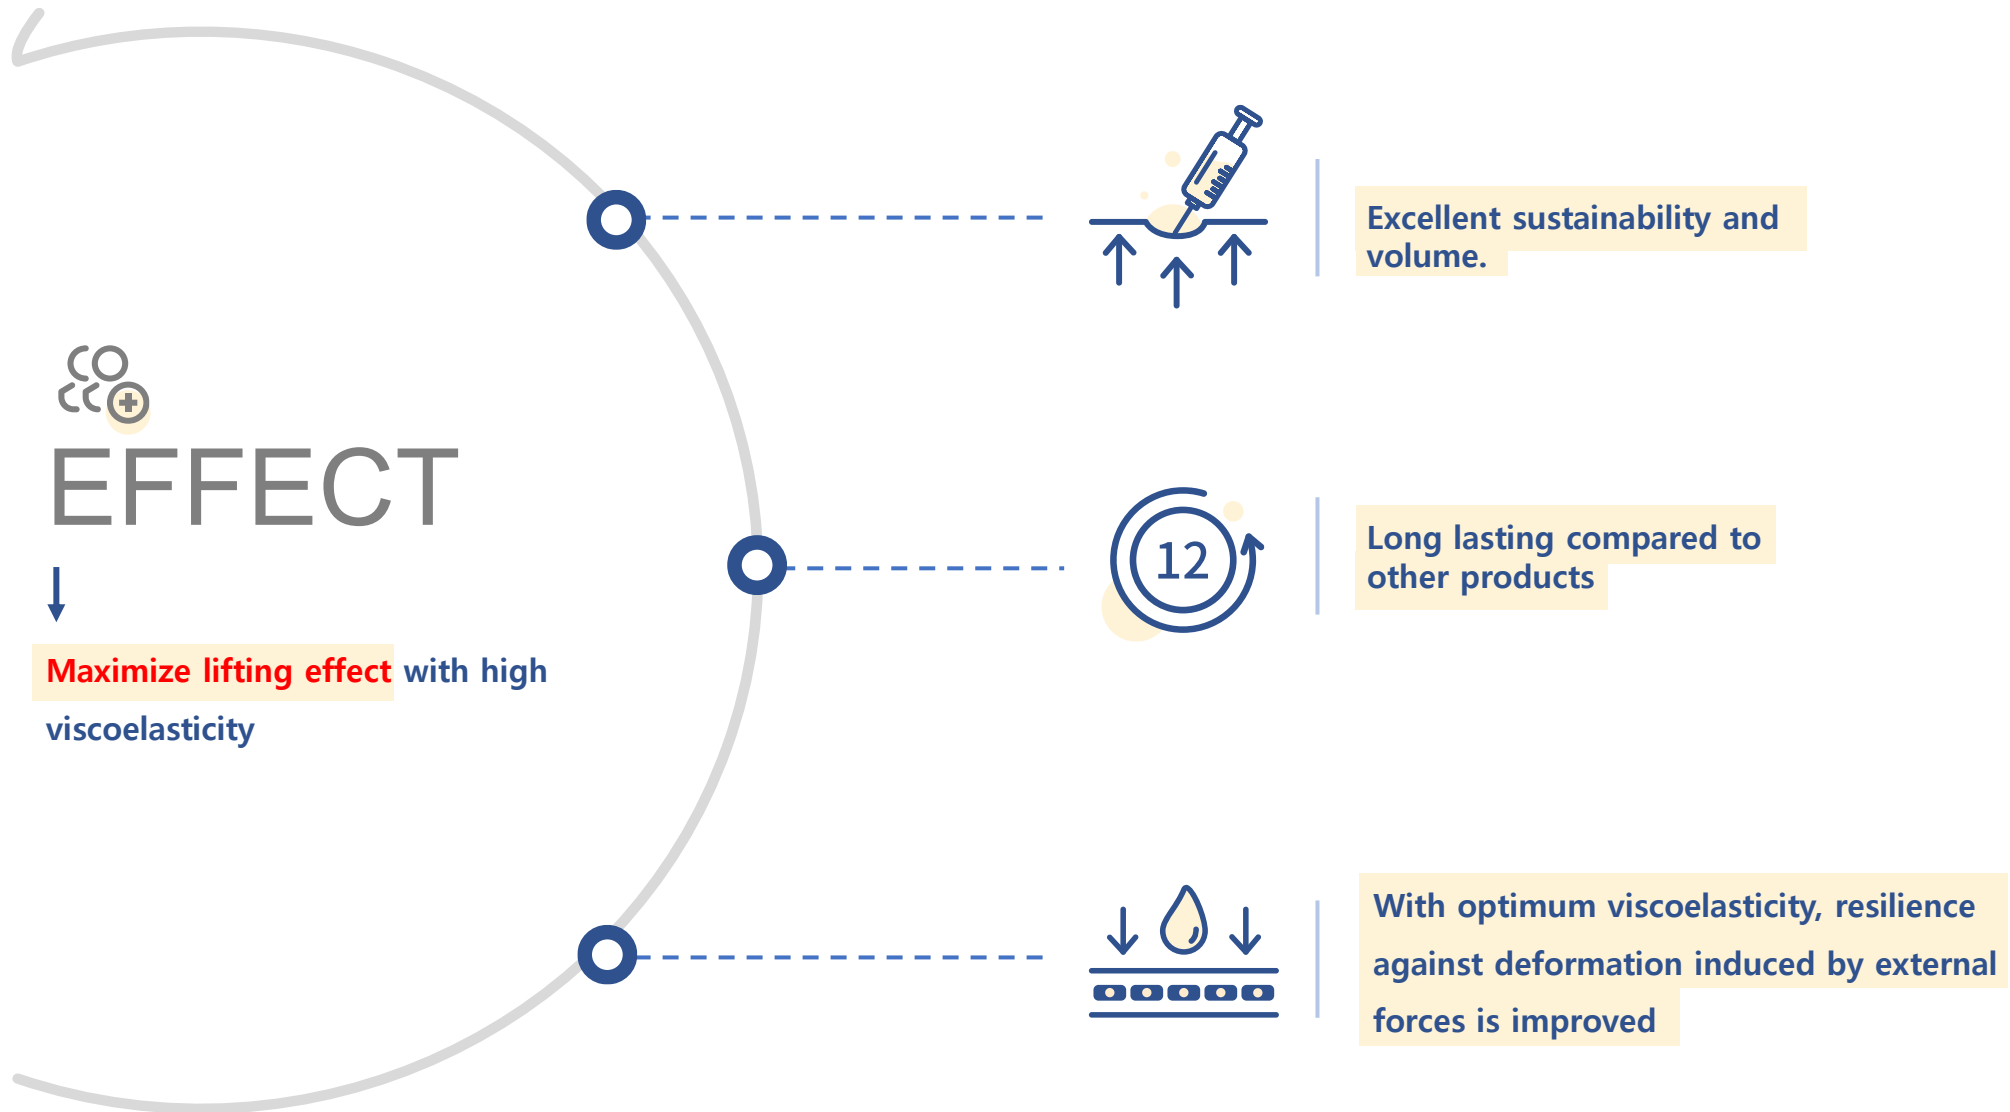 EFFECT
Maximize lifting effect with high
viscoelasticity
Excellent sustainability and
volume.
12
Long lasting compared to
other products
With optimum viscoelasticity, resilience
against deformation induced by external
forces is improved